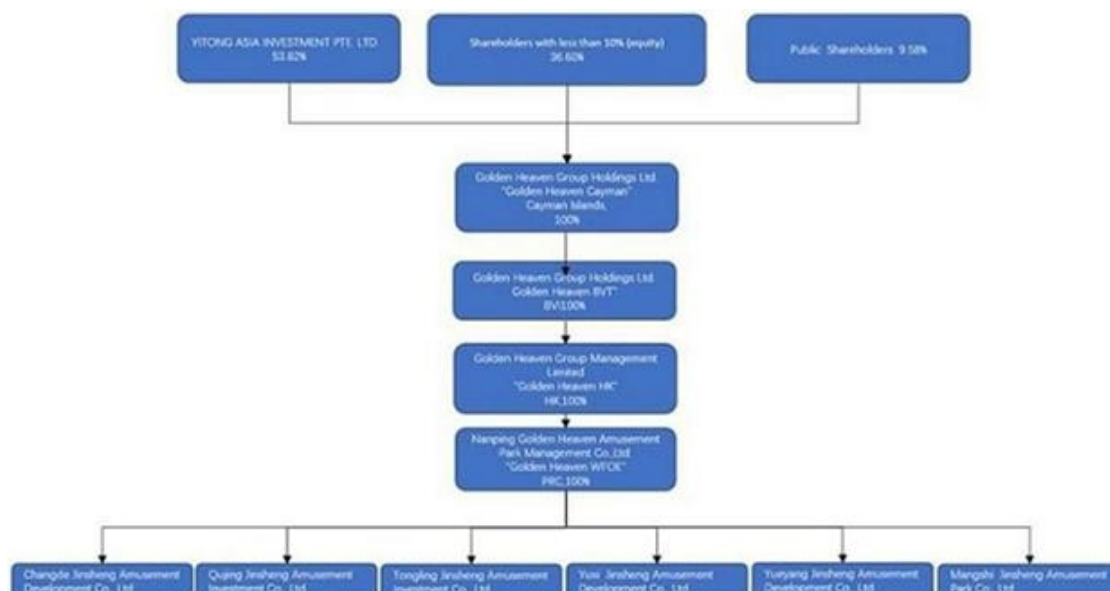 YITONG ASIA INVESTMENT PTE. LTD
53.82%
Shareholders with less than 10% (equity)
36.60%
Public Shareholders 9.58%
Golden Heaven Group Holdings Ltd.
"Golden Heaven Cayman"
Cayman Islands,
100%
Golden Heaven Group Holdings Ltd.
Golden Heaven BVT"
BVI100%
Golden Heaven Group Management
Limited
"Golden Heaven HK"
HK,100%
Nanping Golden Heaven Amusement
Park Management Co.,Ltd
"Golden Heaven WFOE"
PRC,100%
Changde Jinsheng Amusement
Development Co., Ltd.
Qujing Jinsheng Amusement
Investment Co., Ltd.
Tongling Jinsheng Amusement
Investment Co., Ltd.
Yuxi Jinsheng Amusement
Development Co., Ltd.
Yueyang Jinsheng Amusement
Development Co., Ltd.
Mangshi Jinsheng Amusement
Park Co., Ltd.